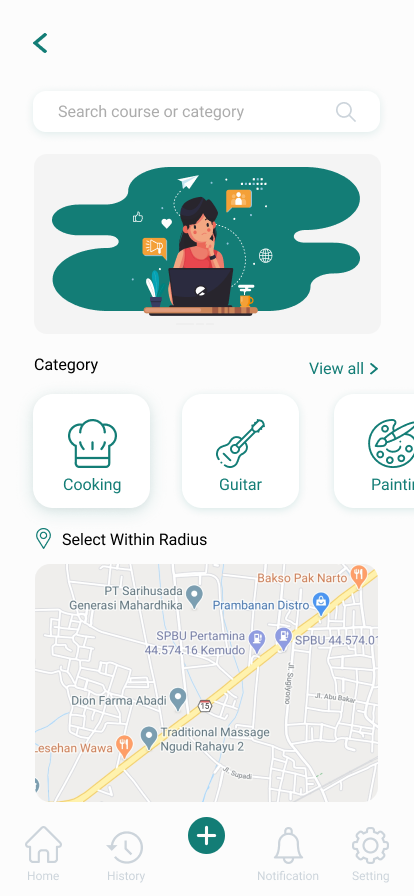 Search course or category
Category
View all
Cooking
Guitar
Paintin
Select Within Radius
Bakso Pak Narto
PT Sarihusada
Generasi Mahardhika
Prambanan Distro
SPBU Pertamina
44.574.16 Kemudo
SPBU 44.574.01
Jl. Sugiyono
Jl. Abu Bakar
Dion Farma Abadi
15
Traditional Massage
Ngudi Rahayu 2
Lesehan Wawa
Jl. Supadi
Home
History
Notification
Setting